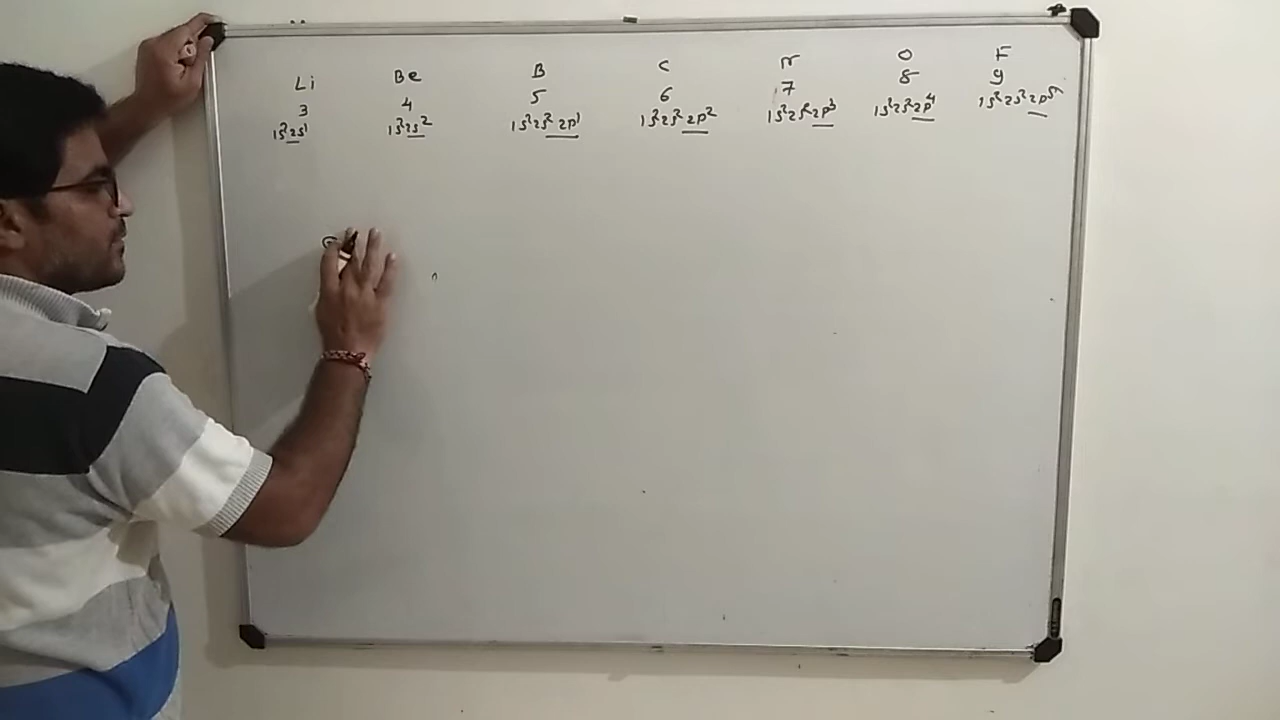 Li Be B C N O F
3 4 5 6 7 8 9
1s²2s¹ 1s²2s² 1s²2s²2p¹ 1s²2s²2p² 1s²2s²2p³ 1s²2s²2p⁴ 1s²2s²2p⁵